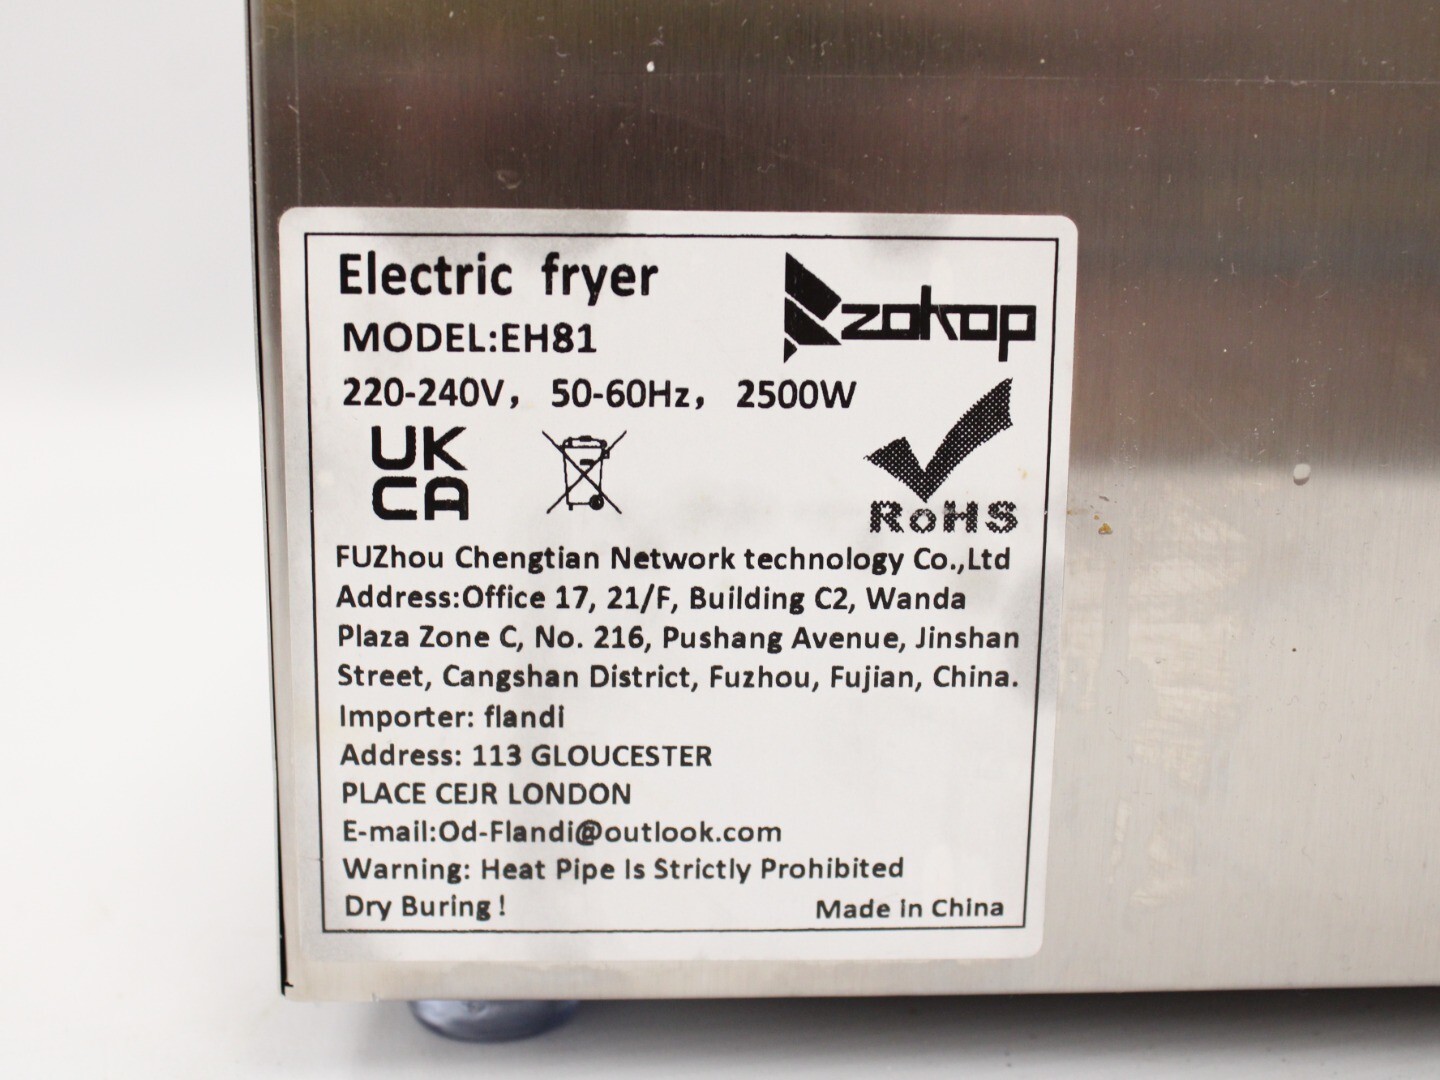 Electric fryer
zokop
MODEL:EH81
220-240V, 50-60Hz, 2500W
UK
CA
RoHS
FUZhou Chengtian Network technology Co.,Ltd
Address:Office 17, 21/F, Building C2, Wanda
Plaza Zone C, No. 216, Pushang Avenue, Jinshan
Street, Cangshan District, Fuzhou, Fujian, China.
Importer: flandi
Address: 113 GLOUCESTER
PLACE CEJR LONDON
E-mail:Od-Flandi@outlook.com
Warning: Heat Pipe Is Strictly Prohibited
Dry Buring!
Made in China